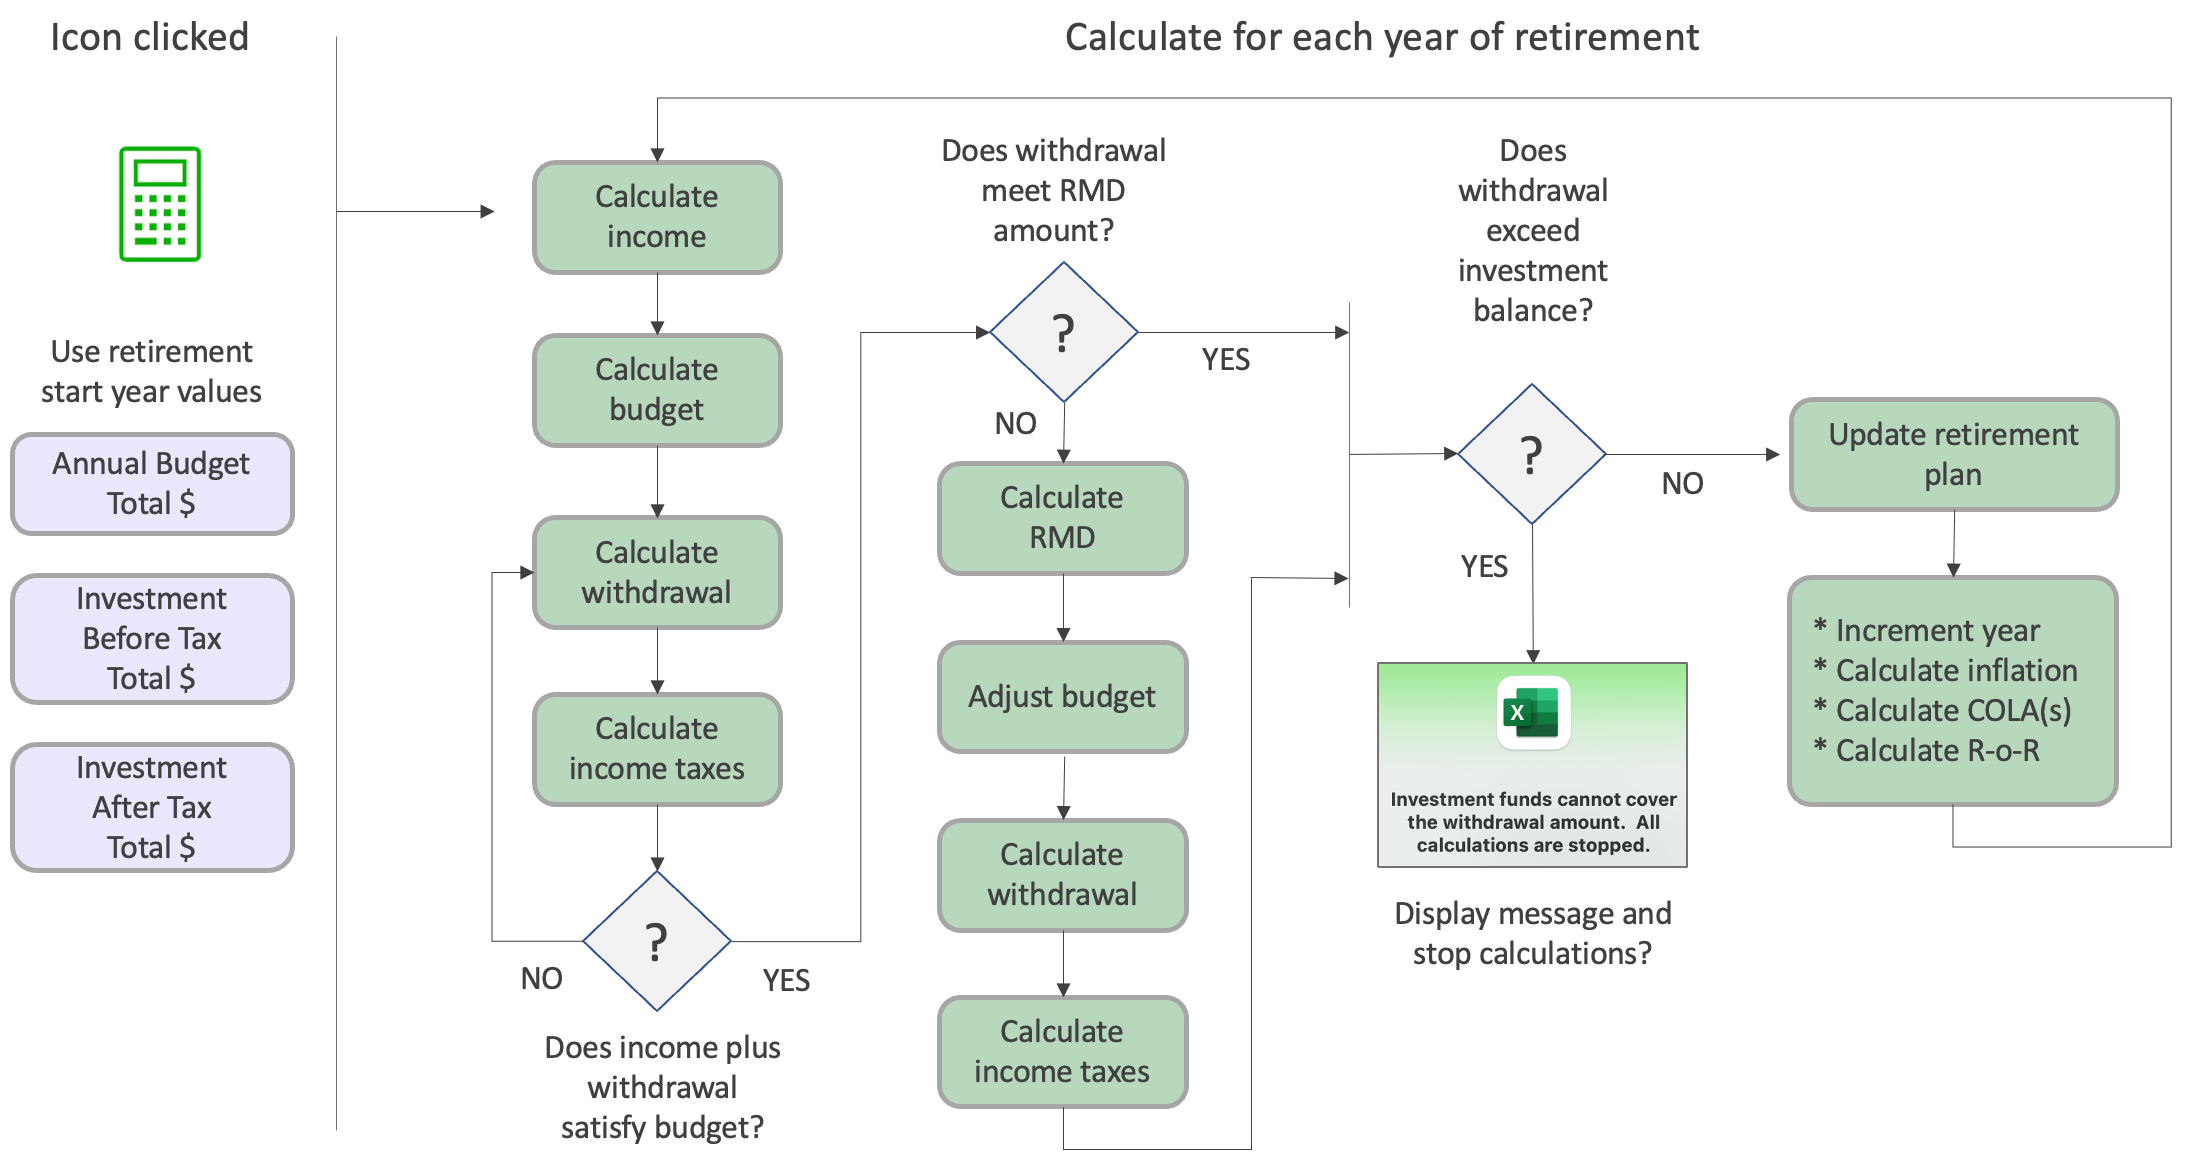 Icon clicked
Calculate for each year of retirement
Use retirement
start year values
Annual Budget
Total $
Investment
Before Tax
Total $
Investment
After Tax
Total $
Calculate
income
Calculate
budget
Calculate
withdrawal
Calculate
income taxes
?
NO
YES
Does income plus
withdrawal
satisfy budget?
Does withdrawal
meet RMD
amount?
?
YES
NO
Calculate
RMD
Adjust budget
Calculate
withdrawal
Calculate
income taxes
Does
withdrawal
exceed
investment
balance?
?
NO
YES
X
Investment funds cannot cover
the withdrawal amount.  All
calculations are stopped.
Display message and
stop calculations?
Update retirement
plan
* Increment year
* Calculate inflation
* Calculate COLA(s)
* Calculate R-o-R